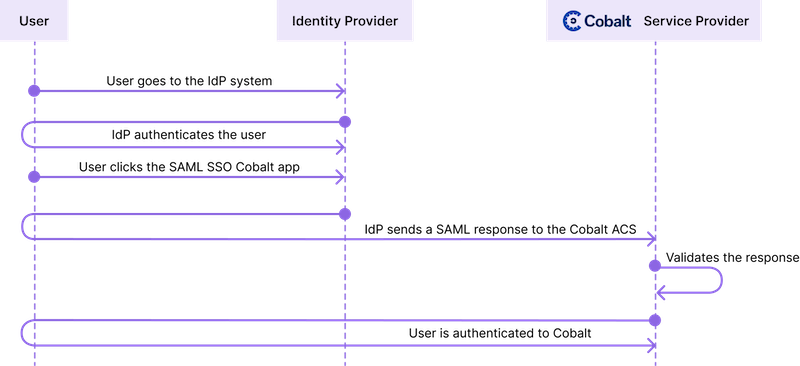 User
Identity Provider
Cobalt Service Provider
User goes to the IdP system
IdP authenticates the user
User clicks the SAML SSO Cobalt app
IdP sends a SAML response to the Cobalt ACS
Validates the response
User is authenticated to Cobalt